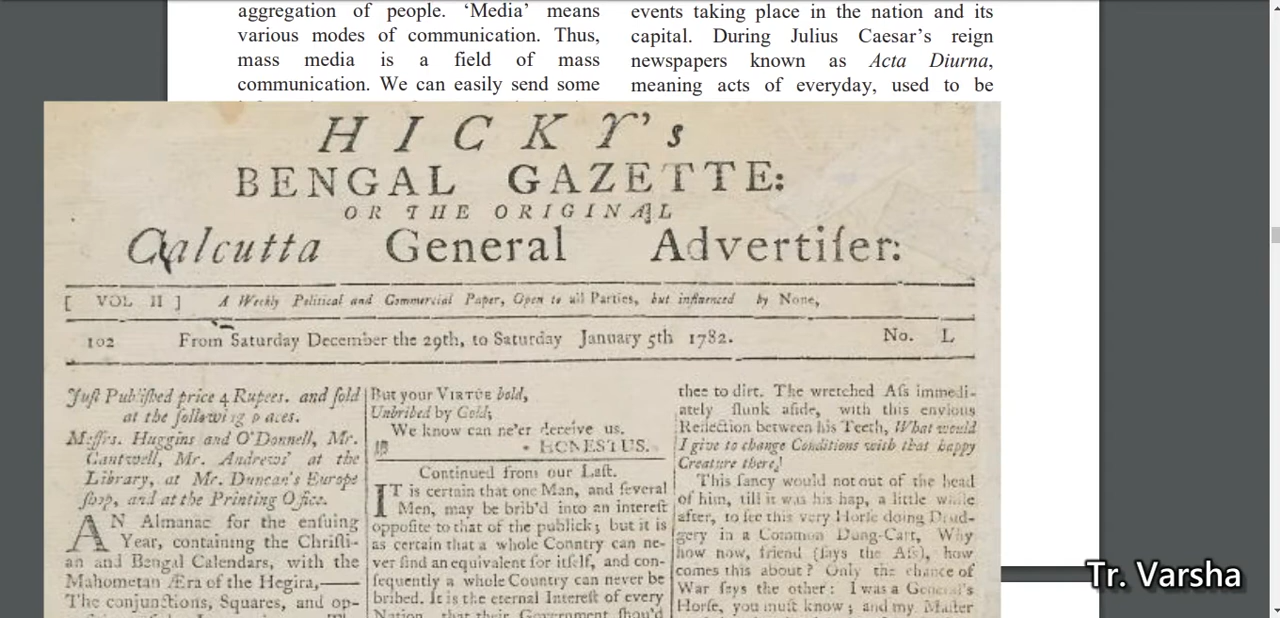 aggregation of people. ‘Media’ means
various modes of communication. Thus,
mass media is a field of mass
communication. We can easily send some
events taking place in the nation and its
capital. During Julius Caesar’s reign
newspapers known as Acta Diurna,
meaning acts of everyday, used to be
HICKY's
BENGAL GAZETTE:
OR THE ORIGINAL
Calcutta General Advertiſer:
[ VOL II ] A Weekly Political and Commercial Paper, Open to all Parties, but influenced by None,
102 From Saturday December the 29th, to Saturday January 5th 1782. No. L
Juſt Publiſhed price 4 Rupees. and ſold
at the following places.
Meſſrs. Huggins and O'Donnell, Mr.
Cantwell, Mr. Andrews' at the
Library, at Mr. Duncan's Europe
ſhop, and at the Printing Office.
AN Almanac for the enſuing
Year, containing the Chriſti-
an and Bengal Calendars, with the
Mahometan Æra of the Hegira,——
The conjunctions, Squares, and op-
But your VIRTUE bold,
Unbribed by Gold;
We know can ne'er dereive us.
HONESTUS.
Continued from our Laſt.
IT is certain that one Man, and ſeveral
Men, may be brib'd into an intereſt
oppoſite to that of the publick; but it is
as certain that a whole Country can ne-
ver find an equivalent for itſelf, and con-
ſequently a whole Country can never be
bribed. It is the eternal Intereſt of every
Nation, that their Government ſhou'd
thee to dirt. The wretched Aſs immedi-
ately ſlunk aſide, with this envious
Reflection between his Teeth, What would
I give to change Conditions with that happy
Creature there!
This fancy would not out of the head
of him, till it was his hap, a little while
after, to ſee this very Horſe doing Drud-
gery in a Common Dung-Cart, Why
how now, friend (ſays the Aſs), how
comes this about? Only the chance of
War ſays the other: I was a General's
Horſe, you muſt know; and my Maſter
Tr. Varsha